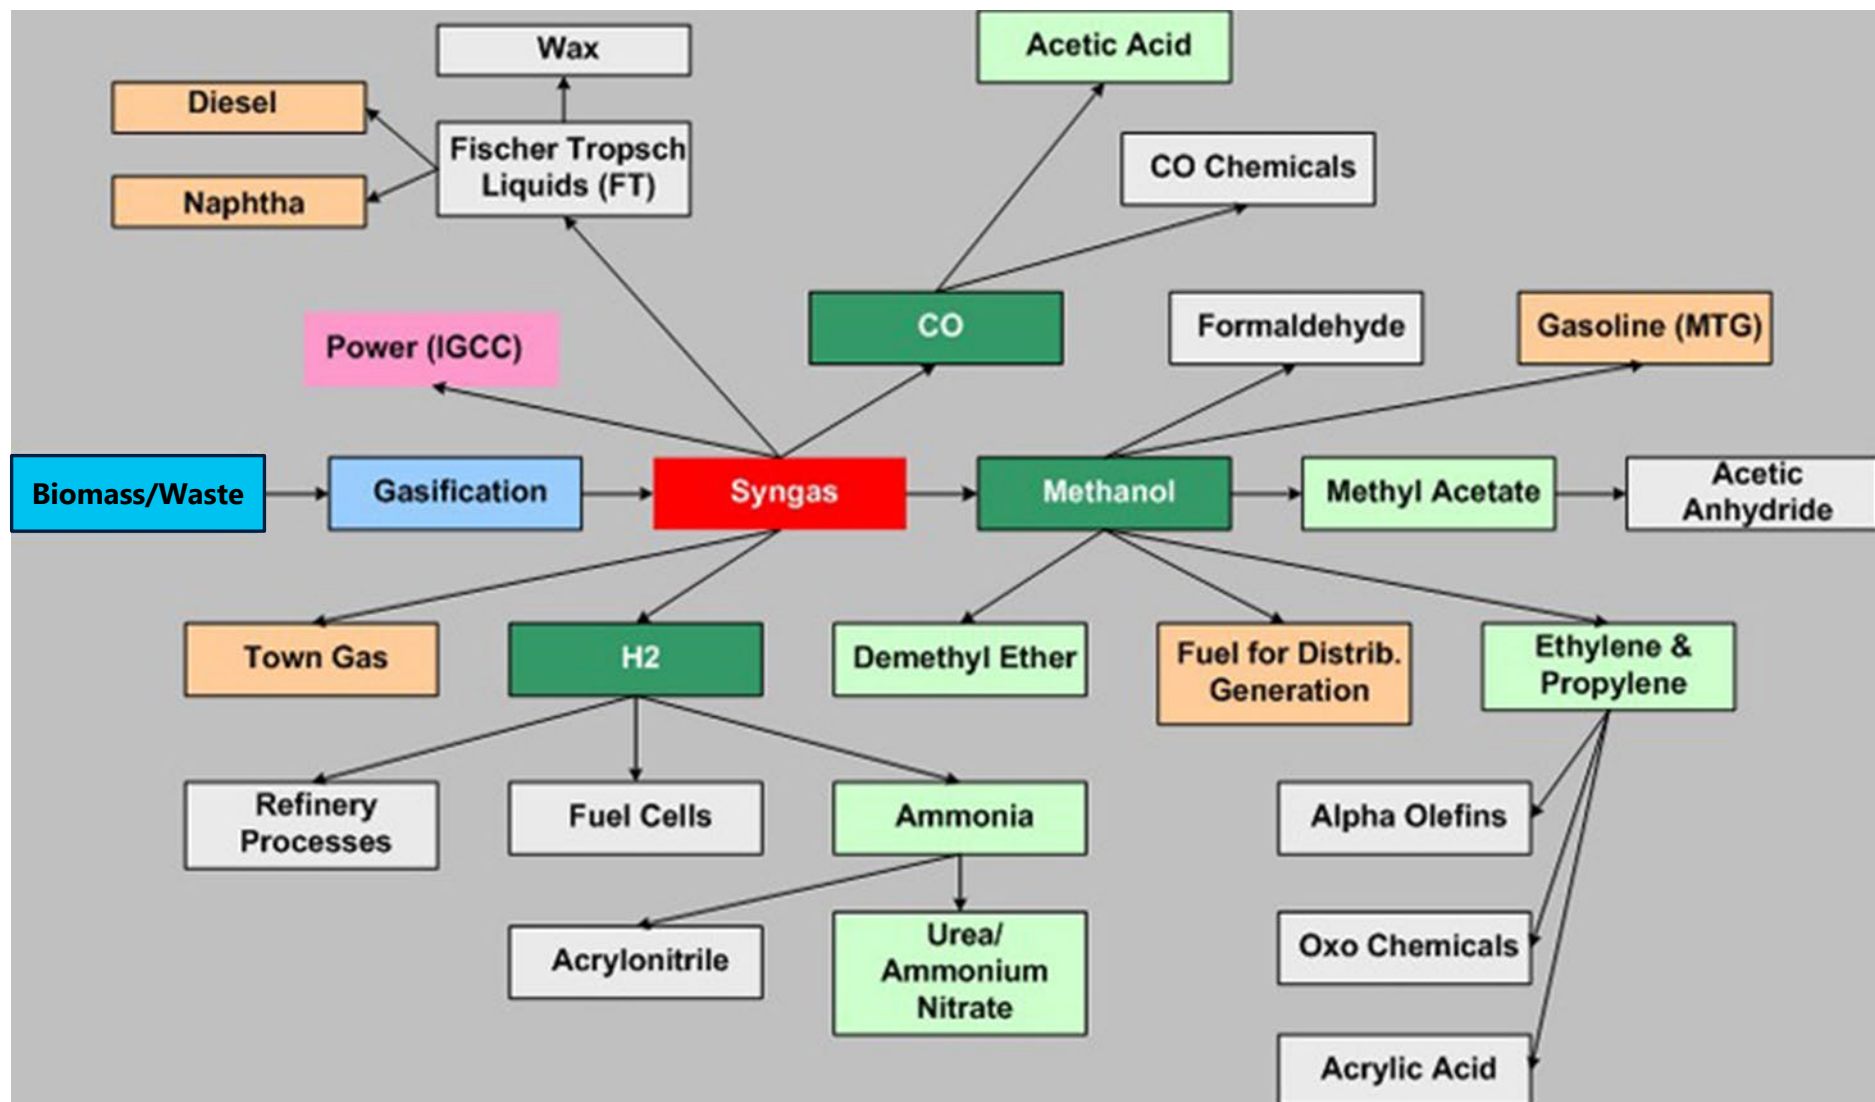 Wax
Acetic Acid
Diesel
Fischer Tropsch
Liquids (FT)
CO Chemicals
Naphtha
CO
Formaldehyde
Gasoline (MTG)
Power (IGCC)
Biomass/Waste
Gasification
Syngas
Methanol
Methyl Acetate
Acetic
Anhydride
Town Gas
H2
Demethyl Ether
Fuel for Distrib.
Generation
Ethylene &
Propylene
Refinery
Processes
Fuel Cells
Ammonia
Alpha Olefins
Acrylonitrile
Urea/
Ammonium
Nitrate
Oxo Chemicals
Acrylic Acid